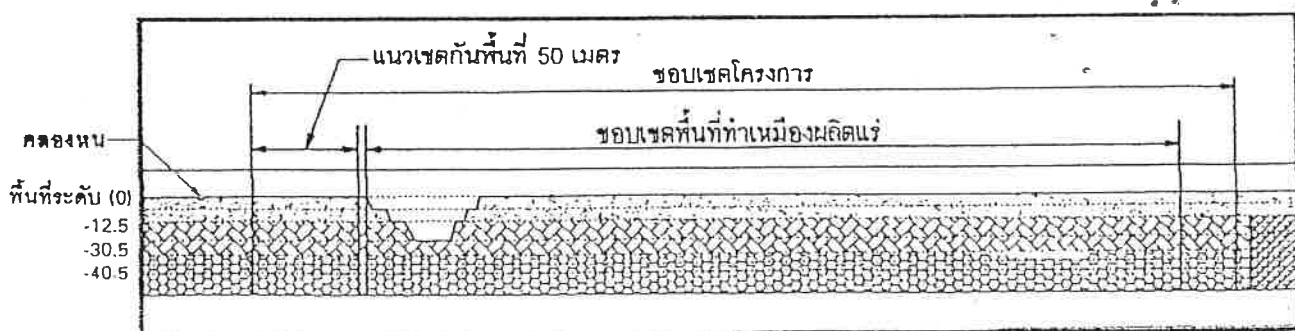 แนวเขตกันพื้นที่ 50 เมตร
ขอบเขตโครงการ
ขอบเขตพื้นที่ทำเหมืองผลิตแร่
คลองหน
พื้นที่ระดับ (0)
-12.5
-30.5
-40.5